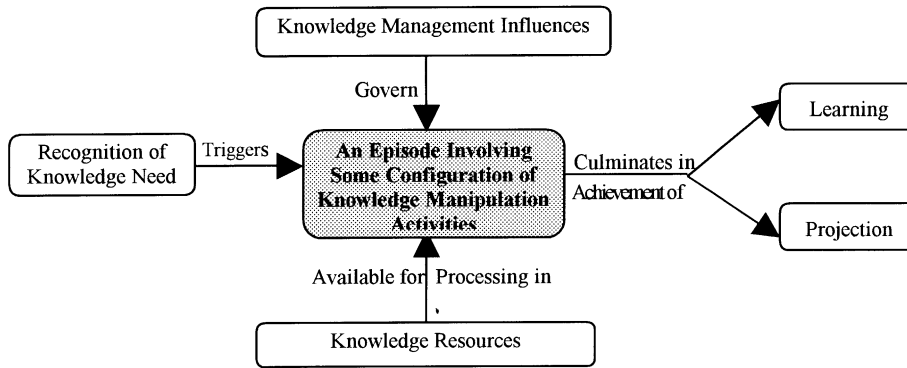 Knowledge Management Influences
Govern
Learning
Recognition of
Knowledge Need
Triggers
An Episode Involving
Some Configuration of
Knowledge Manipulation
Activities
Culminates in
Achievement of
Projection
Available for Processing in
Knowledge Resources